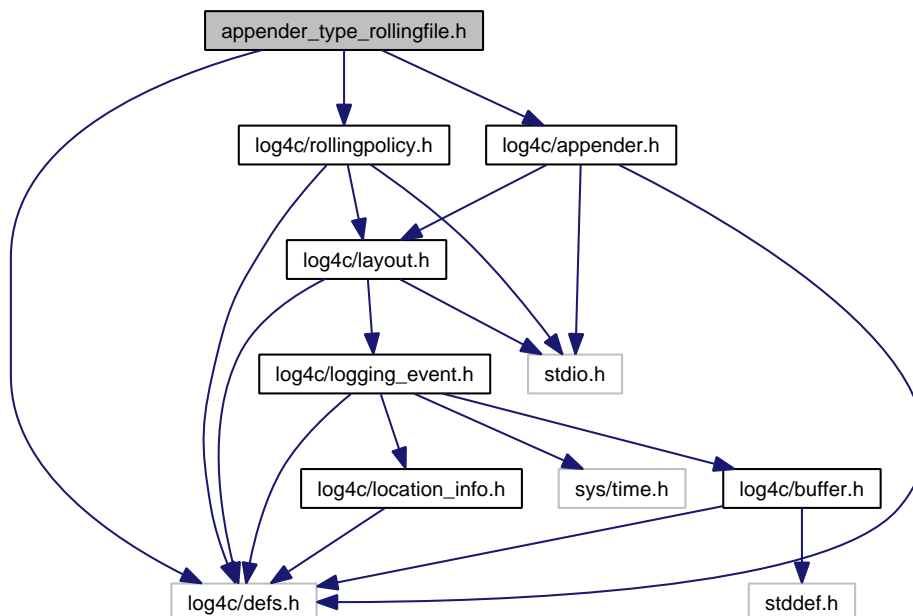 appender_type_rollingfile.h
log4c/rollingpolicy.h
log4c/appender.h
log4c/layout.h
log4c/logging_event.h
stdio.h
log4c/location_info.h
sys/time.h
log4c/buffer.h
log4c/defs.h
stddef.h